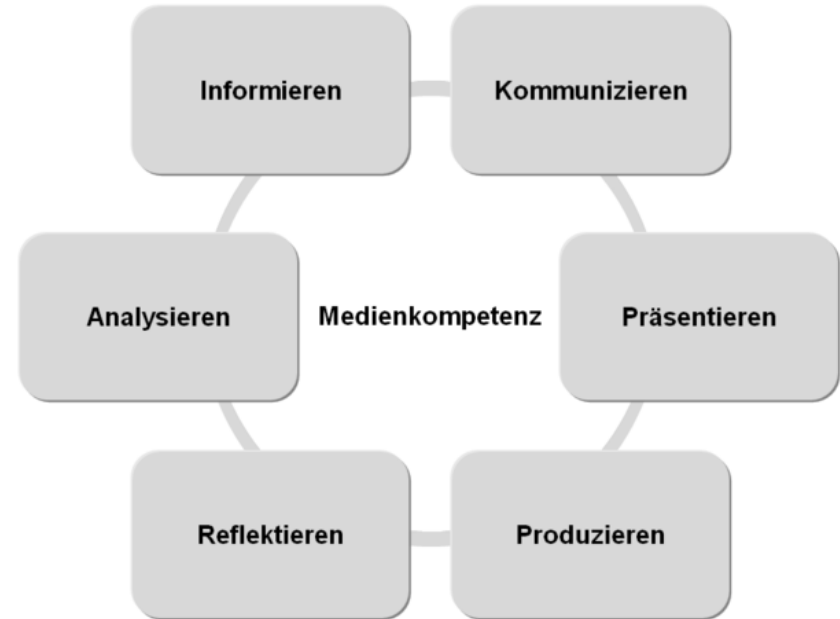 Informieren
Kommunizieren
Analysieren
Medienkompetenz
Präsentieren
Reflektieren
Produzieren